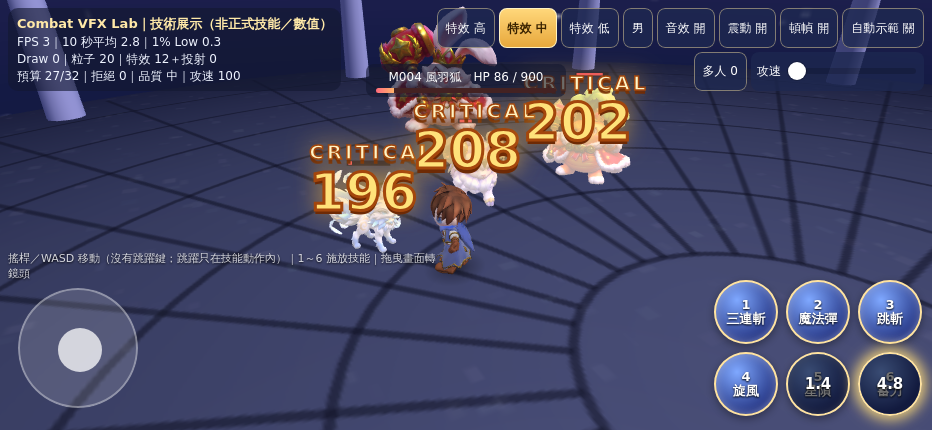 Combat VFX Lab｜技術展示（非正式技能／數值）
FPS 3｜10 秒平均 2.8｜1% Low 0.3
Draw 0｜粒子 20｜特效 12＋投射 0
預算 27/32｜拒絕 0｜品質 中｜攻速 100
特效 高
特效 中
特效 低
男
音效 開
震動 開
頓幀 開
自動示範 關
多人 0
攻速
M004 風羽狐 HP 86 / 900
CRITICAL
202
CRITICAL
208
CRITICAL
196
搖桿／WASD 移動（沒有跳躍鍵；跳躍只在技能動作內）｜1～6 施放技能｜拖曳畫面轉
鏡頭
1
三連斬
2
魔法彈
3
跳斬
4
旋風
5
1.4
星隕
6
4.8
蓄力